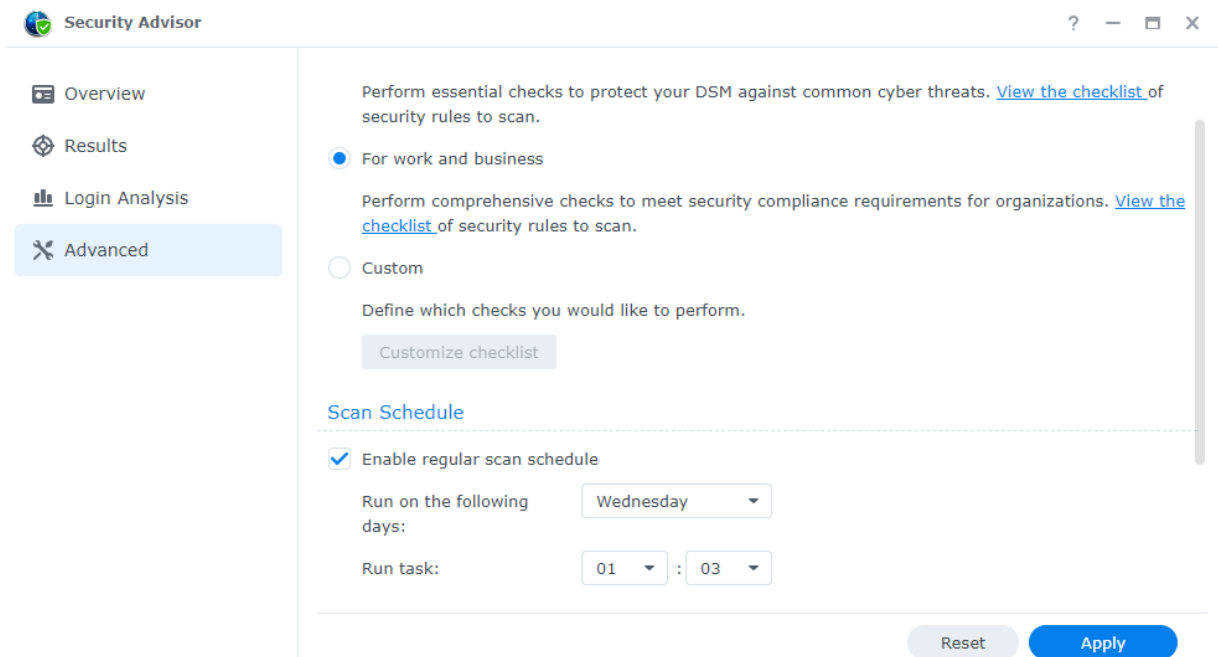 Security Advisor
?
Overview
Results
Login Analysis
Advanced
Perform essential checks to protect your DSM against common cyber threats. View the checklist of
security rules to scan.
For work and business
Perform comprehensive checks to meet security compliance requirements for organizations. View the
checklist of security rules to scan.
Custom
Define which checks you would like to perform.
Customize checklist
Scan Schedule
Enable regular scan schedule
Run on the following
days:
Wednesday
Run task:
01 : 03
Reset
Apply